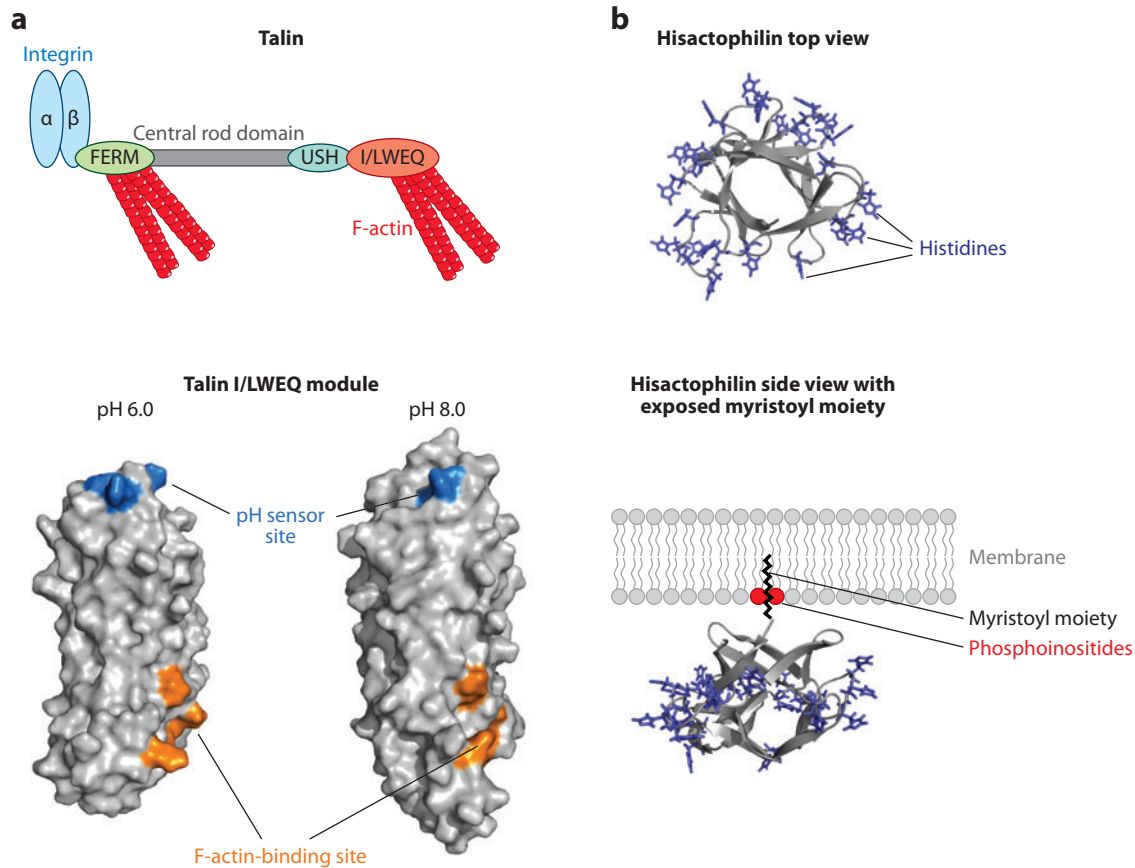 a
Talin
Integrin
α
β
Central rod domain
FERM
USH
I/LWEQ
F-actin
Talin I/LWEQ module
pH 6.0
pH 8.0
pH sensor
site
F-actin-binding site
b
Hisactophilin top view
Histidines
Hisactophilin side view with
exposed myristoyl moiety
Membrane
Myristoyl moiety
Phosphoinositides